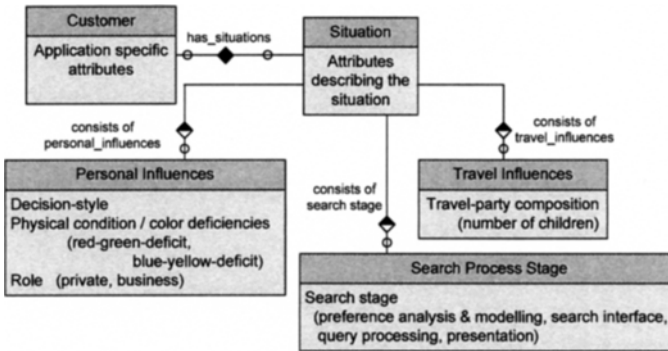 Customer
Application specific
attributes
has_situations
Situation
Attributes
describing the
situation
consists of
personal_influences
consists of
travel_influences
Personal Influences
Decision-style
Physical condition / color deficiencies
(red-green-deficit,
blue-yellow-deficit)
Role (private, business)
consists of
search stage
Travel Influences
Travel-party composition
(number of children)
Search Process Stage
Search stage
(preference analysis & modelling, search interface,
query processing, presentation)